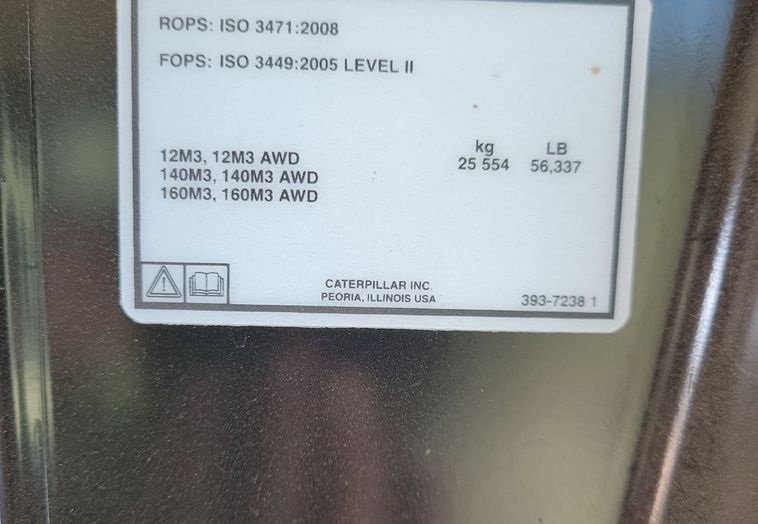 ROPS: ISO 3471:2008
FOPS: ISO 3449:2005 LEVEL II
kg LB
12M3, 12M3 AWD 25 554 56,337
140M3, 140M3 AWD
160M3, 160M3 AWD
CATERPILLAR INC.
PEORIA, ILLINOIS USA
393-7238 1